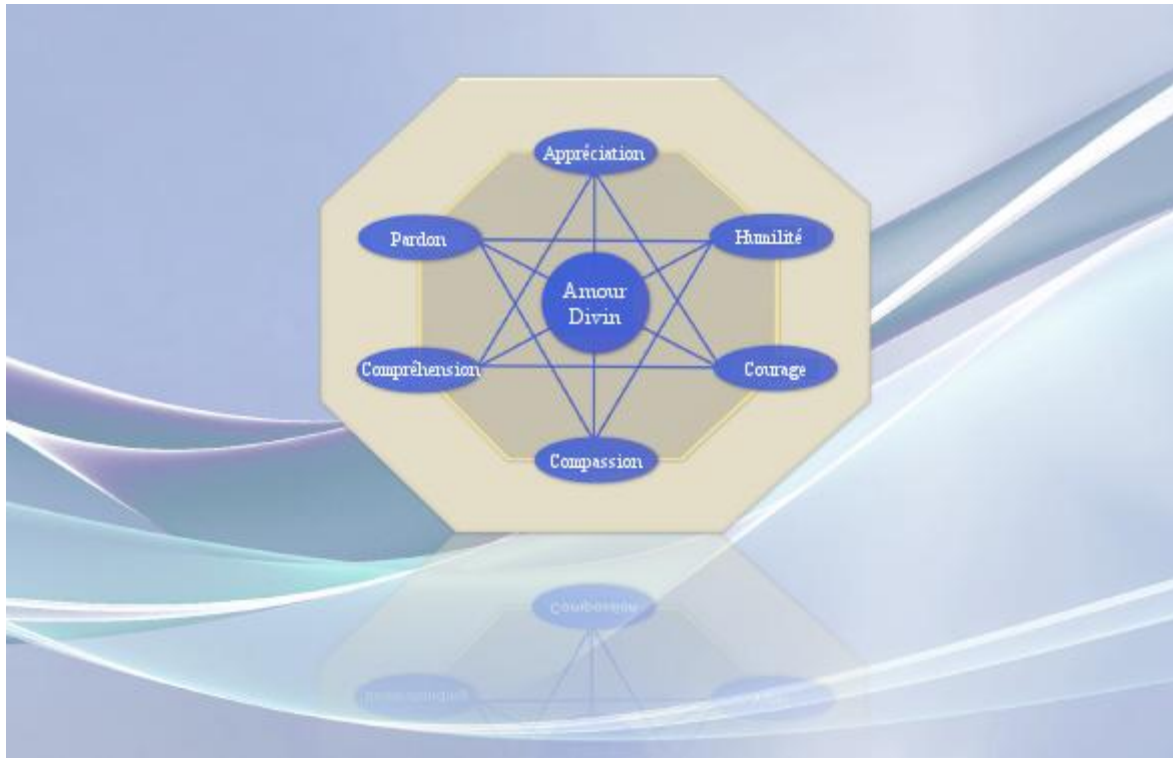 Appréciation
Pardon
Humilité
Amour
Divin
Compréhension
Courage
Compassion